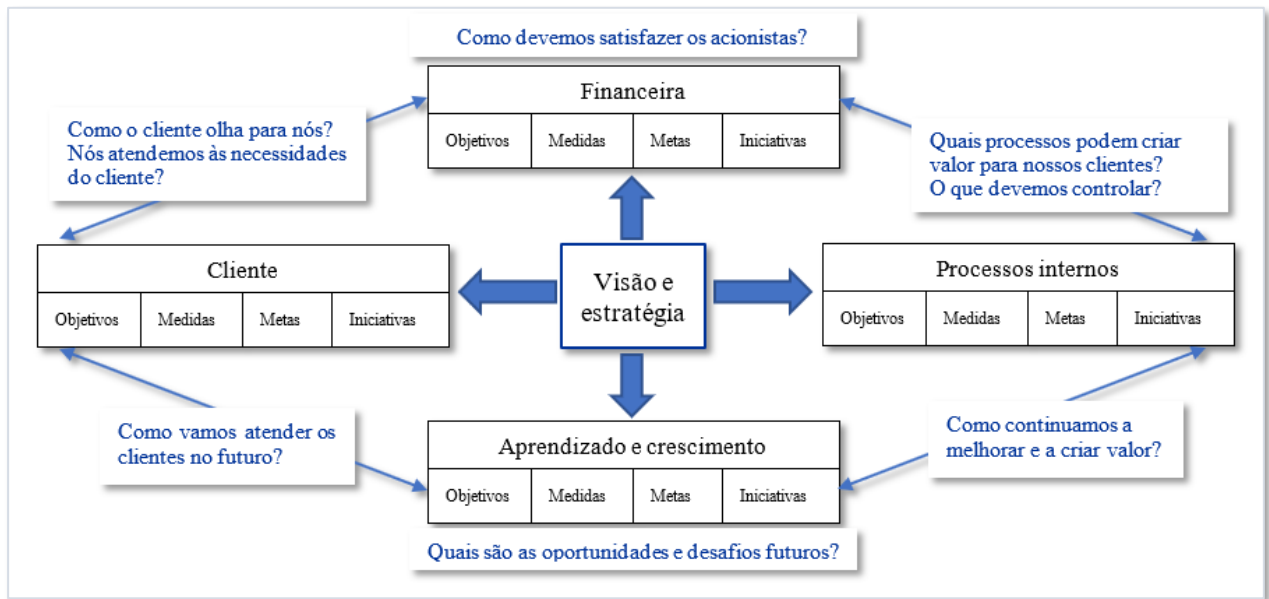 Como devemos satisfazer os acionistas?
Financeira
Objetivos Medidas Metas Iniciativas
Como o cliente olha para nós?
Nós atendemos às necessidades
do cliente?
Quais processos podem criar
valor para nossos clientes?
O que devemos controlar?
Cliente
Objetivos Medidas Metas Iniciativas
Visão e
estratégia
Processos internos
Objetivos Medidas Metas Iniciativas
Como vamos atender os
clientes no futuro?
Aprendizado e crescimento
Objetivos Medidas Metas Iniciativas
Como continuamos a
melhorar e a criar valor?
Quais são as oportunidades e desafios futuros?